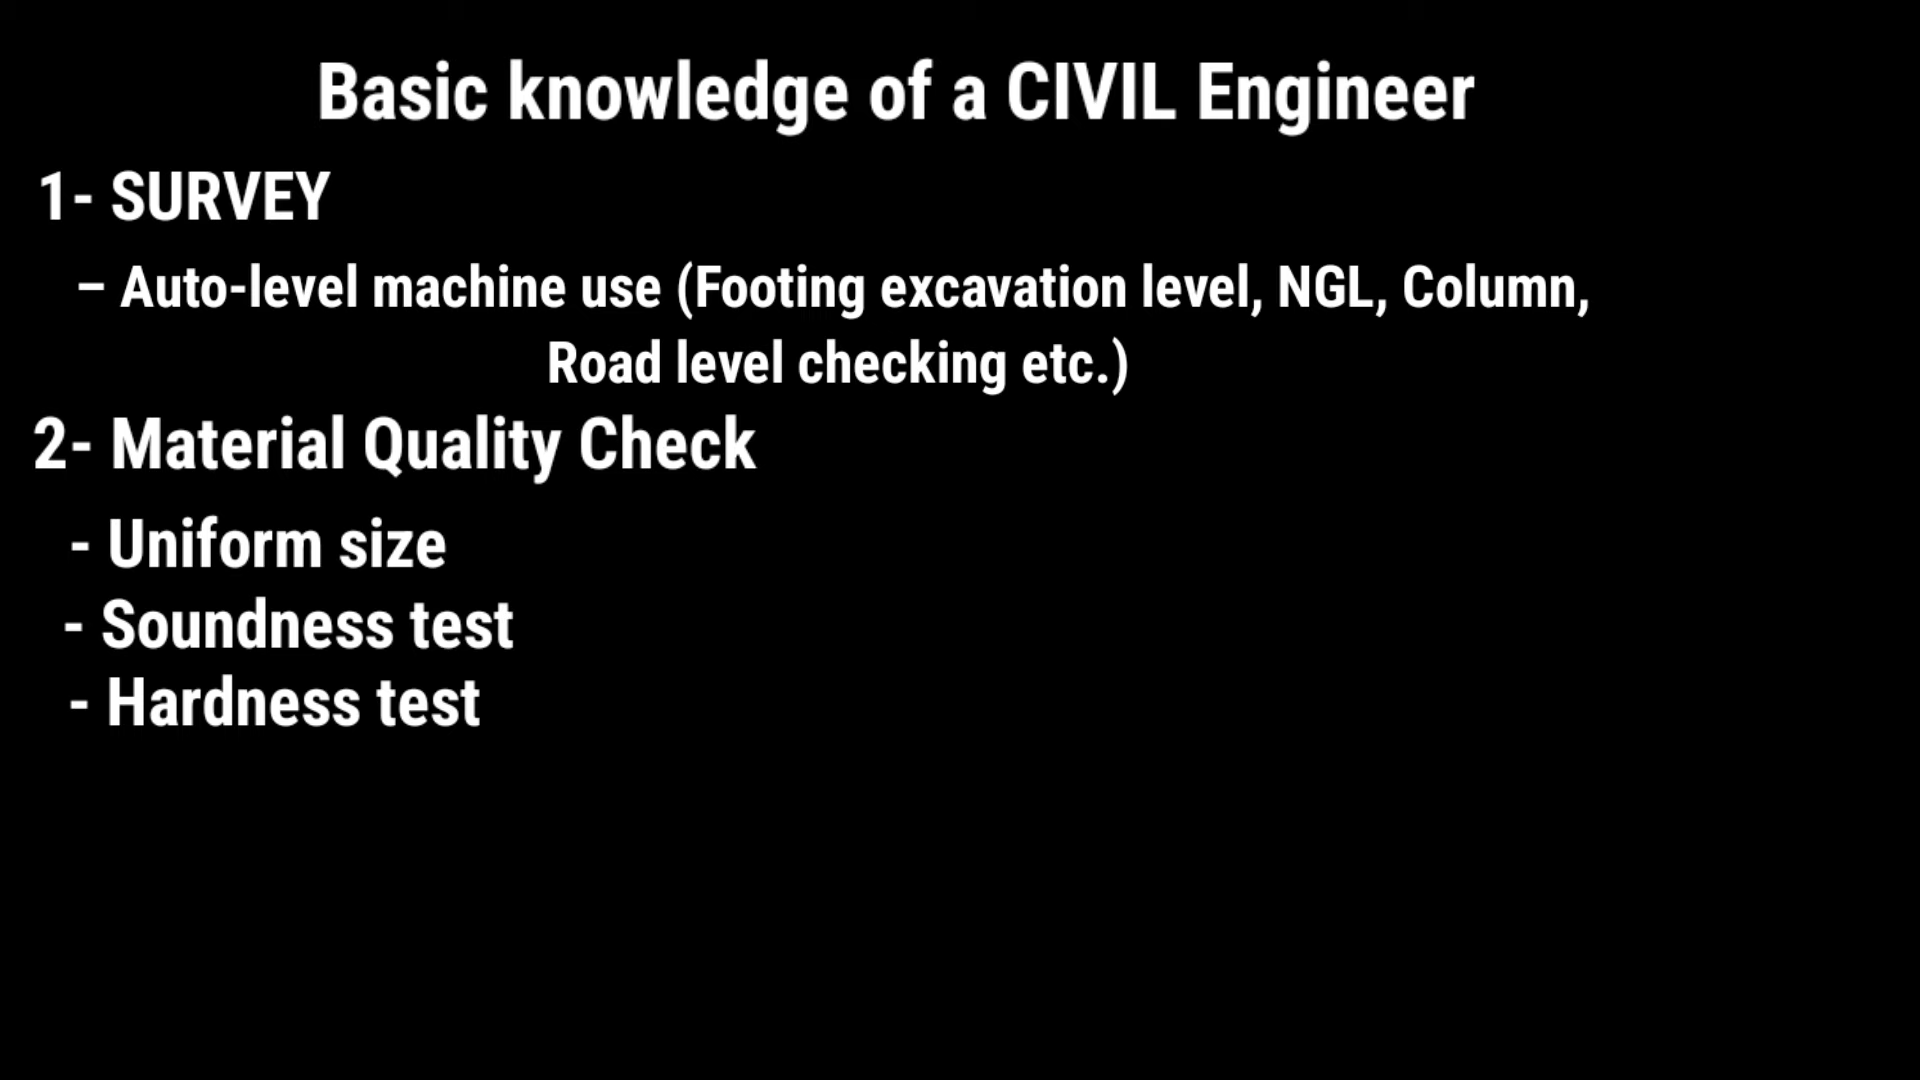 Basic knowledge of a CIVIL Engineer
1- SURVEY
– Auto-level machine use (Footing excavation level, NGL, Column,
Road level checking etc.)
2- Material Quality Check
- Uniform size
- Soundness test
- Hardness test